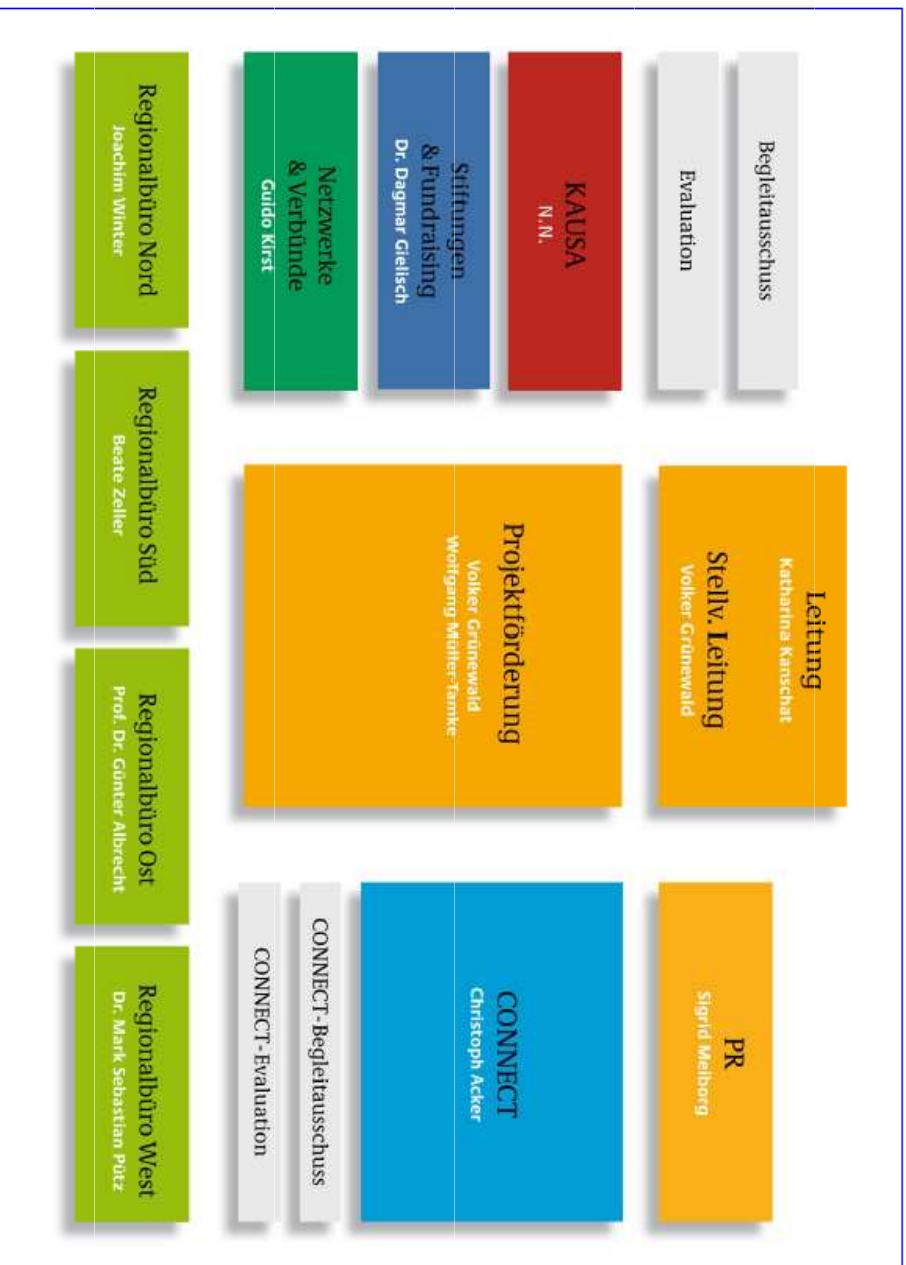 Begleitausschuss
Evaluation
Leitung
Katharina Kanschat
Stellv. Leitung
Volker Grünewald
PR
Sigrid Meiborg
KAUSA
N.N.
Stiftungen
& Fundraising
Dr. Dagmar Gielisch
Netzwerke
& Verbünde
Guido Kirst
Projektförderung
Volker Grünewald
Wolfgang Müller-Tamke
CONNECT
Christoph Acker
CONNECT-Begleitausschuss
CONNECT-Evaluation
Regionalbüro Nord
Joachim Winter
Regionalbüro Süd
Beate Zeller
Regionalbüro Ost
Prof. Dr. Günter Albrecht
Regionalbüro West
Dr. Mark Sebastian Pütz